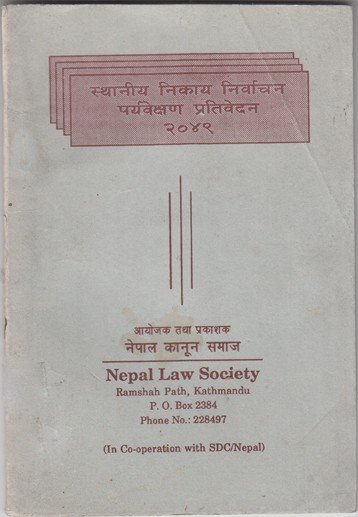 स्थानीय निकाय निर्वाचन
पर्यवेक्षण प्रतिवेदन
२०४९
आयोजक तथा प्रकाशक
नेपाल कानून समाज
Nepal Law Society
Ramshah Path, Kathmandu
P. O. Box 2384
Phone No.: 228497
(In Co-operation with SDC/Nepal)